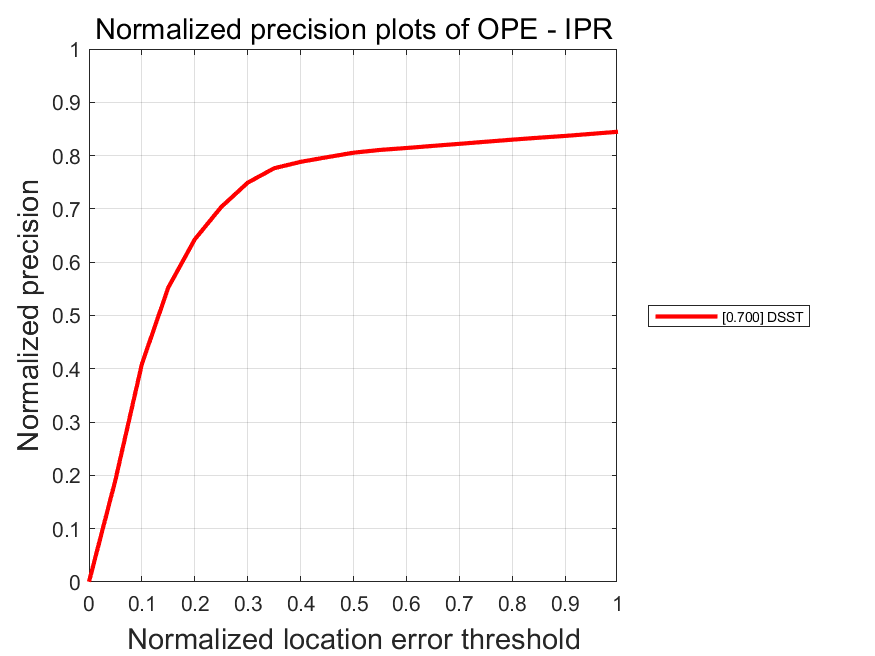 Normalized precision plots of OPE - IPR
1
0.9
0.8
0.7
0.6
0.5
0.4
0.3
0.2
0.1
0
Normalized precision
0 0.1 0.2 0.3 0.4 0.5 0.6 0.7 0.8 0.9 1
Normalized location error threshold
[0.700] DSST